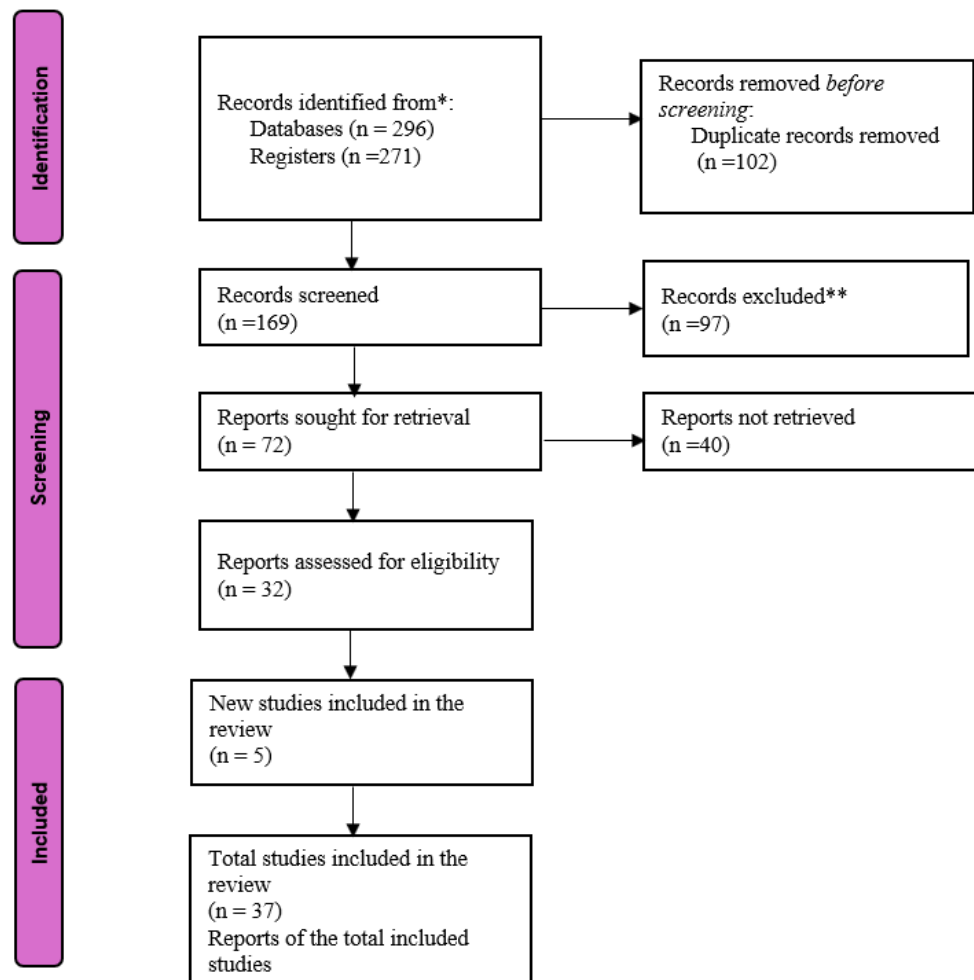 Identification
Records identified from*:
Databases (n = 296)
Registers (n =271)
Records removed before
screening:
Duplicate records removed
(n =102)
Screening
Records screened
(n =169)
Records excluded**
(n =97)
Reports sought for retrieval
(n = 72)
Reports not retrieved
(n =40)
Reports assessed for eligibility
(n = 32)
Included
New studies included in the
review
(n = 5)
Total studies included in the
review
(n = 37)
Reports of the total included
studies